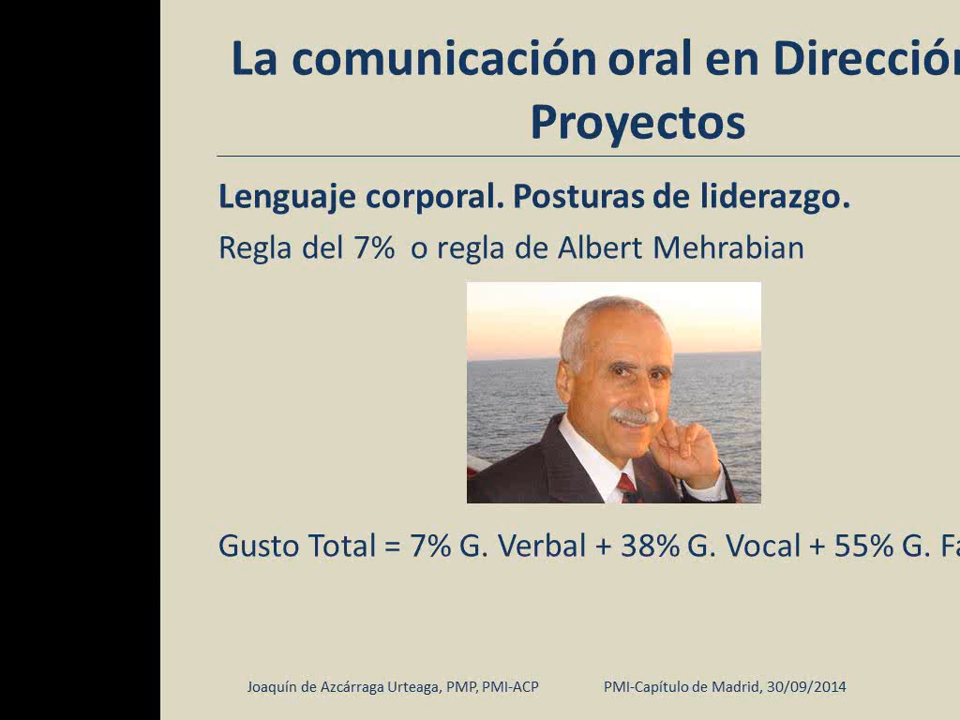 La comunicación oral en Dirección
Proyectos
Lenguaje corporal. Posturas de liderazgo.
Regla del 7% o regla de Albert Mehrabian
Gusto Total = 7% G. Verbal + 38% G. Vocal + 55% G.
Joaquín de Azcárraga Urteaga, PMP, PMI-ACP PMI-Capítulo de Madrid, 30/09/2014